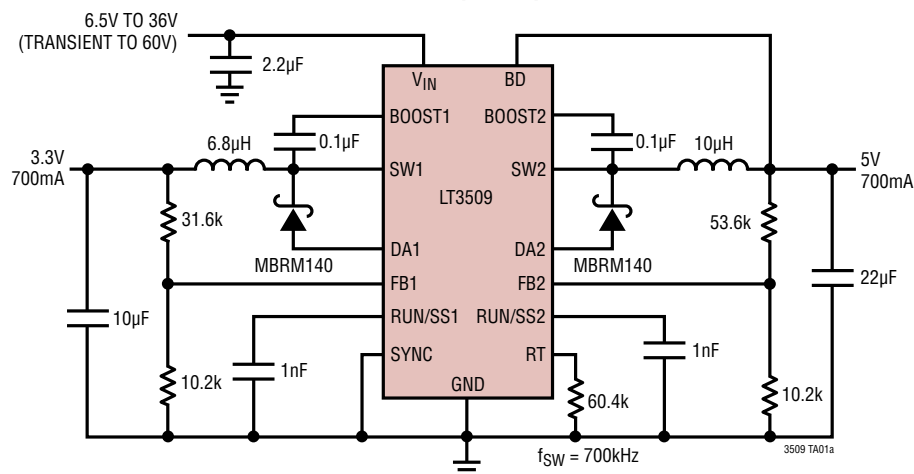 6.5V TO 36V
(TRANSIENT TO 60V)
2.2µF
VIN
BD
BOOST1
BOOST2
0.1µF
0.1µF
6.8µH
10µH
3.3V
700mA
SW1
SW2
5V
700mA
LT3509
31.6k
53.6k
DA1
DA2
MBRM140
MBRM140
FB1
FB2
22µF
10µF
RUN/SS1
RUN/SS2
1nF
1nF
SYNC
RT
10.2k
10.2k
GND
60.4k
fSW = 700kHz
3509 TA01a